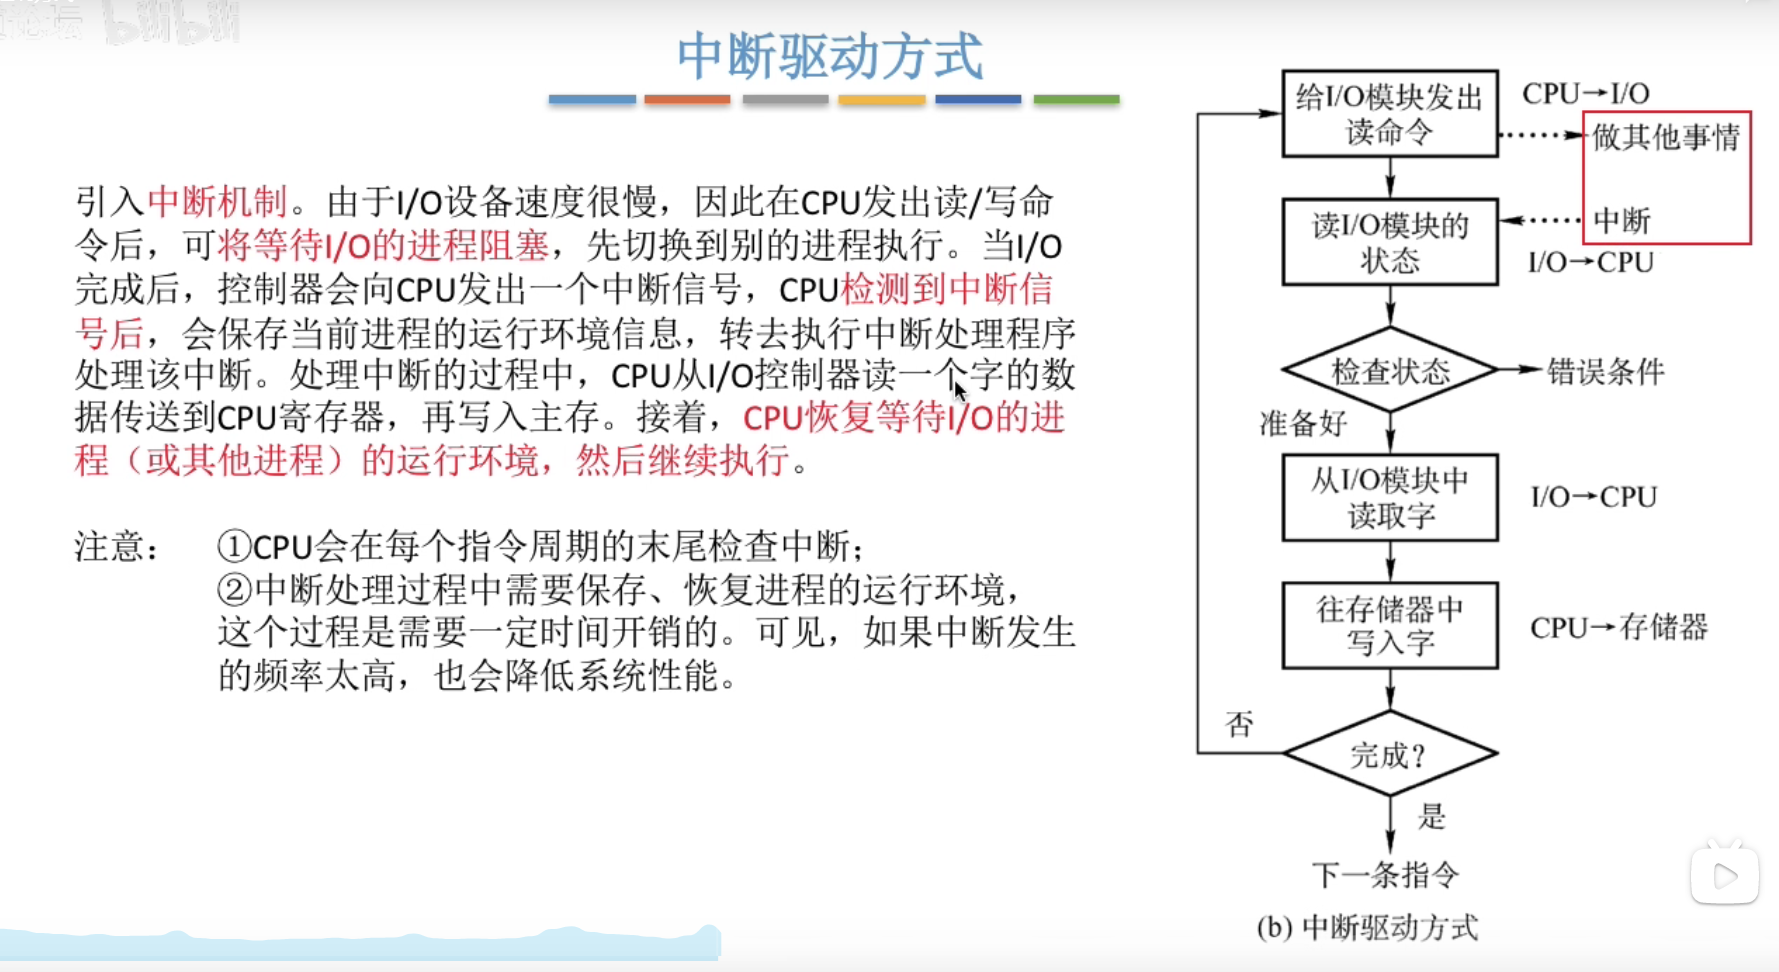 bilibili
中断驱动方式
引入中断机制。由于I/O设备速度很慢，因此在CPU发出读/写命
令后，可将等待I/O的进程阻塞，先切换到别的进程执行。当I/O
完成后，控制器会向CPU发出一个中断信号，CPU检测到中断信
号后，会保存当前进程的运行环境信息，转去执行中断处理程序
处理该中断。处理中断的过程中，CPU从I/O控制器读一个字的数
据传送到CPU寄存器，再写入主存。接着，CPU恢复等待I/O的进
程（或其他进程）的运行环境，然后继续执行。
注意： ①CPU会在每个指令周期的末尾检查中断；
②中断处理过程中需要保存、恢复进程的运行环境，
这个过程是需要一定时间开销的。可见，如果中断发生
的频率太高，也会降低系统性能。
给I/O模块发出
读命令
CPU→I/O
做其他事情
读I/O模块的
状态
中断
I/O→CPU
检查状态
错误条件
准备好
从I/O模块中
读取字
I/O→CPU
往存储器中
写入字
CPU→存储器
否
完成？
是
下一条指令
(b) 中断驱动方式